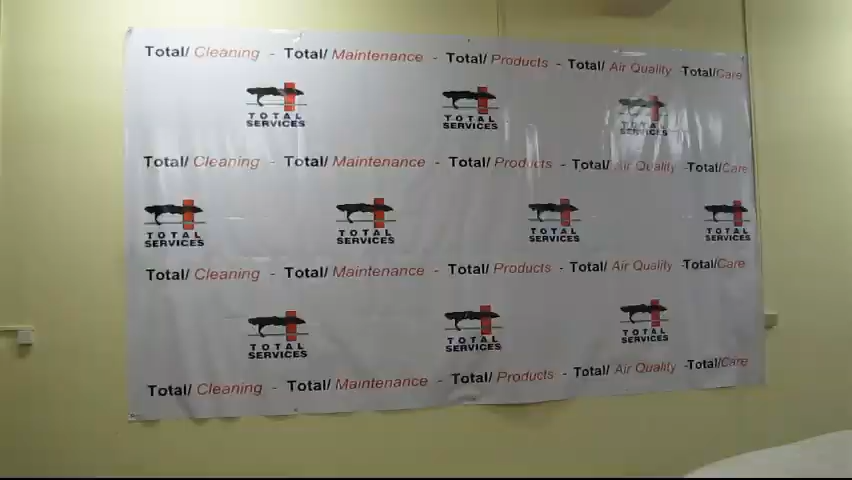 Total/ Cleaning - Total/ Maintenance - Total/ Products - Total/ Air Quality -Total/Care
TOTAL SERVICES
TOTAL SERVICES
TOTAL SERVICES
Total/ Cleaning - Total/ Maintenance - Total/ Products - Total/ Air Quality -Total/Care
TOTAL SERVICES
TOTAL SERVICES
TOTAL SERVICES
TOTAL SERVICES
Total/ Cleaning - Total/ Maintenance - Total/ Products - Total/ Air Quality -Total/Care
TOTAL SERVICES
TOTAL SERVICES
TOTAL SERVICES
Total/ Cleaning - Total/ Maintenance - Total/ Products - Total/ Air Quality -Total/Care